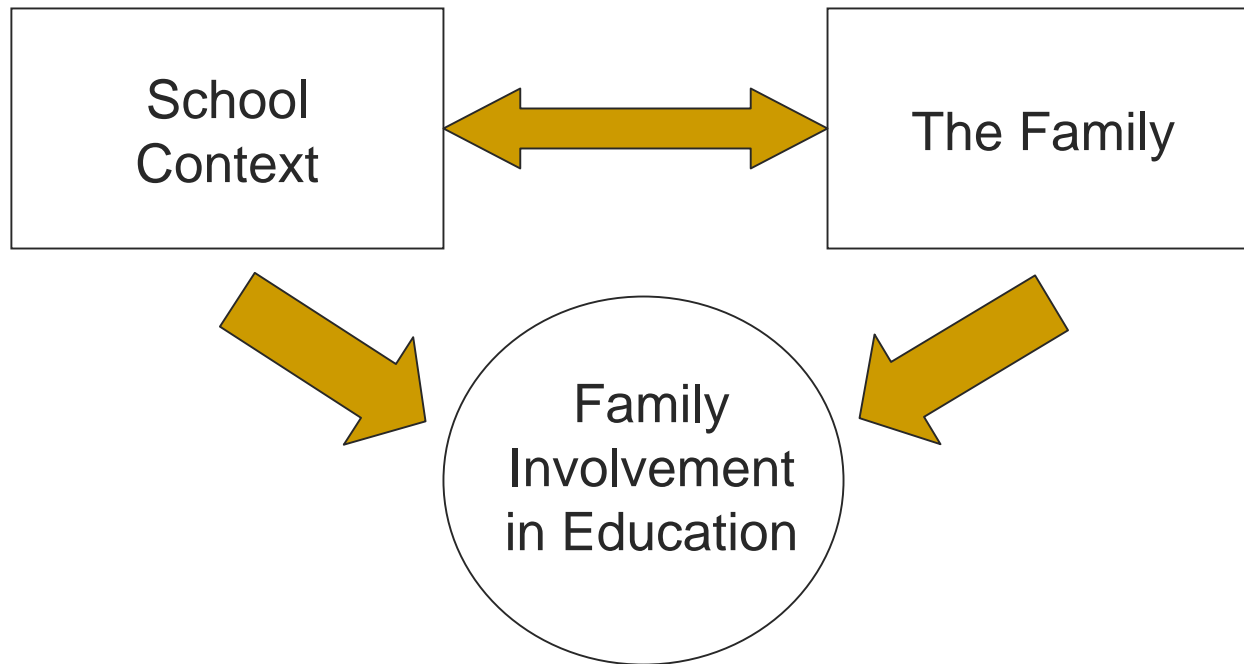 School
Context
The Family
Family
Involvement
in Education